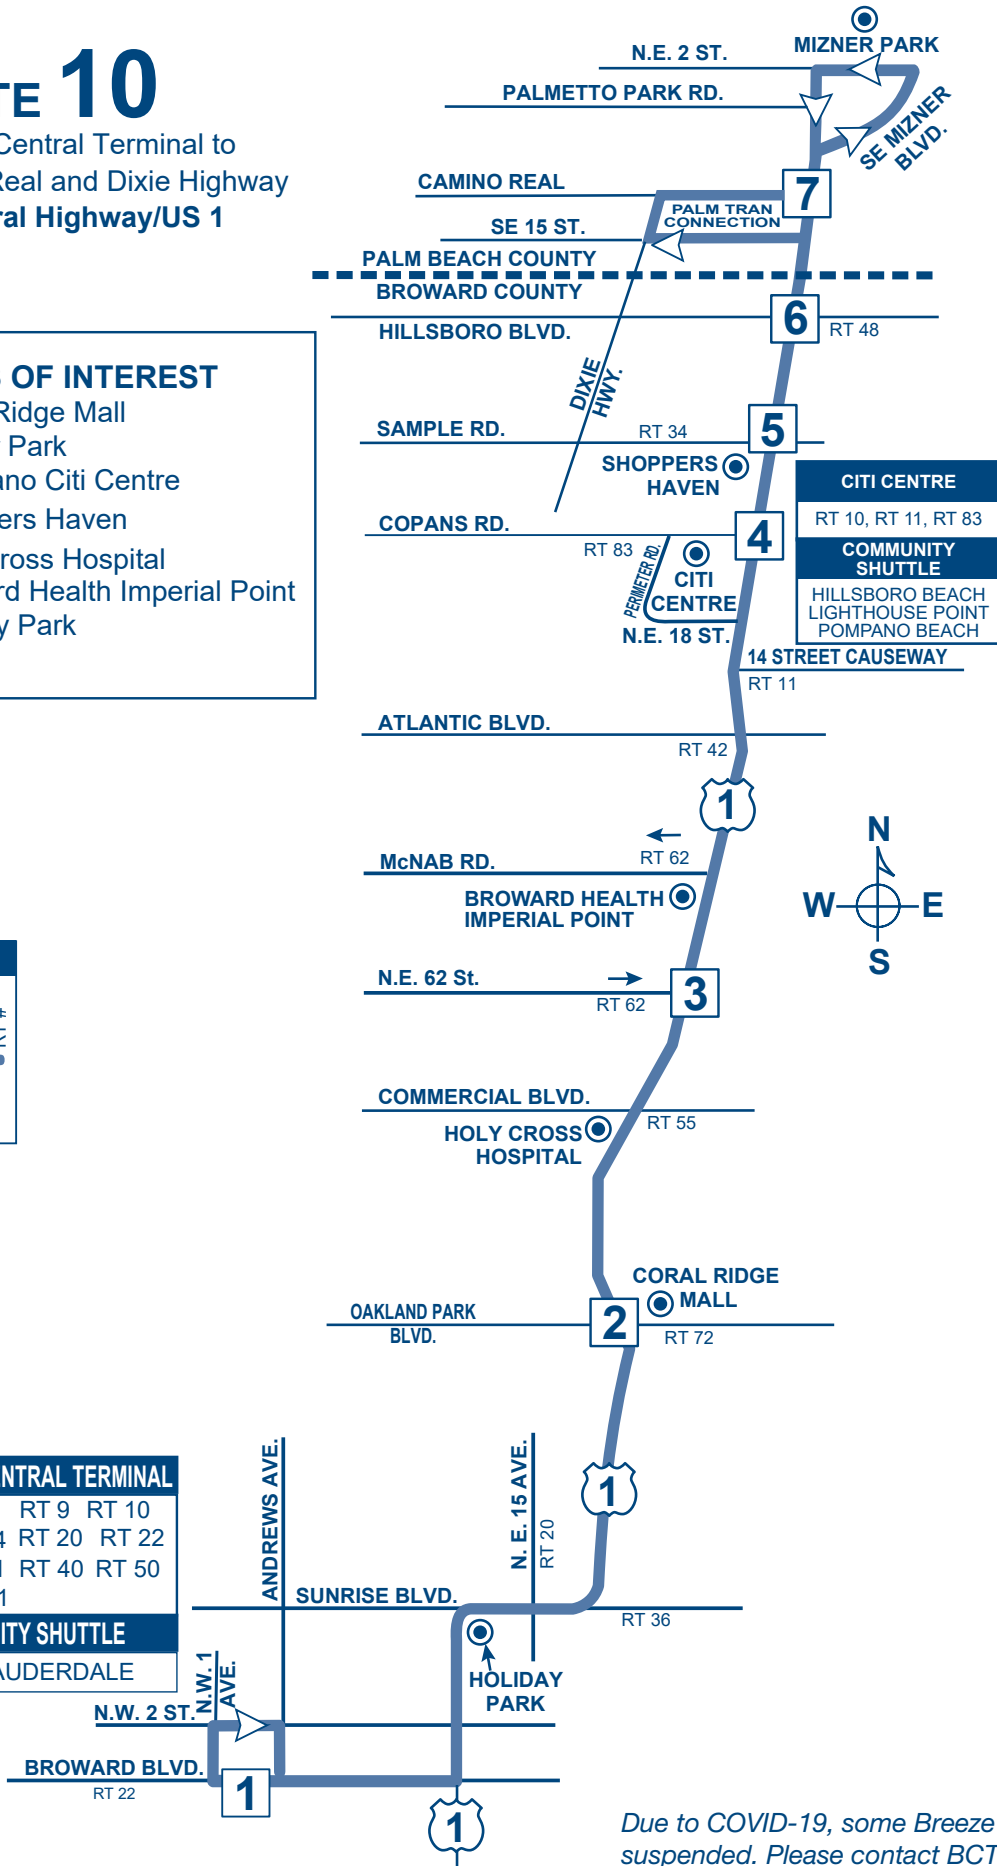 TE 10
Central Terminal to
Real and Dixie Highway
ral Highway/US 1
OF INTEREST
Ridge Mall
Park
ano Citi Centre
ers Haven
ross Hospital
rd Health Imperial Point
y Park
MIZNER PARK
N.E. 2 ST.
PALMETTO PARK RD.
SE MIZNER
BLVD.
CAMINO REAL
7
PALM TRAN
CONNECTION
SE 15 ST.
PALM BEACH COUNTY
BROWARD COUNTY
6
RT 48
HILLSBORO BLVD.
DIXIE
HWY.
5
SAMPLE RD.
RT 34
SHOPPERS
HAVEN
CITI CENTRE
RT 10, RT 11, RT 83
COMMUNITY
SHUTTLE
HILLSBORO BEACH
LIGHTHOUSE POINT
POMPANO BEACH
COPANS RD.
4
RT 83
PERIMETER RD.
CITI
CENTRE
N.E. 18 ST.
14 STREET CAUSEWAY
RT 11
ATLANTIC BLVD.
RT 42
1
RT 62
McNAB RD.
BROWARD HEALTH
IMPERIAL POINT
N
W
E
S
N.E. 62 St.
RT 62
3
RT #
COMMERCIAL BLVD.
RT 55
HOLY CROSS
HOSPITAL
CORAL RIDGE
MALL
OAKLAND PARK
BLVD.
2
RT 72
ENTRAL TERMINAL
RT 9 RT 10
4 RT 20 RT 22
RT 40 RT 50
1
ITY SHUTTLE
AUDERDALE
ANDREWS AVE.
N. E. 15 AVE.
RT 20
1
SUNRISE BLVD.
RT 36
HOLIDAY
PARK
N.W. 1
AVE.
N.W. 2 ST.
BROWARD BLVD.
RT 22
1
1
Due to COVID-19, some Breeze
suspended. Please contact BCT